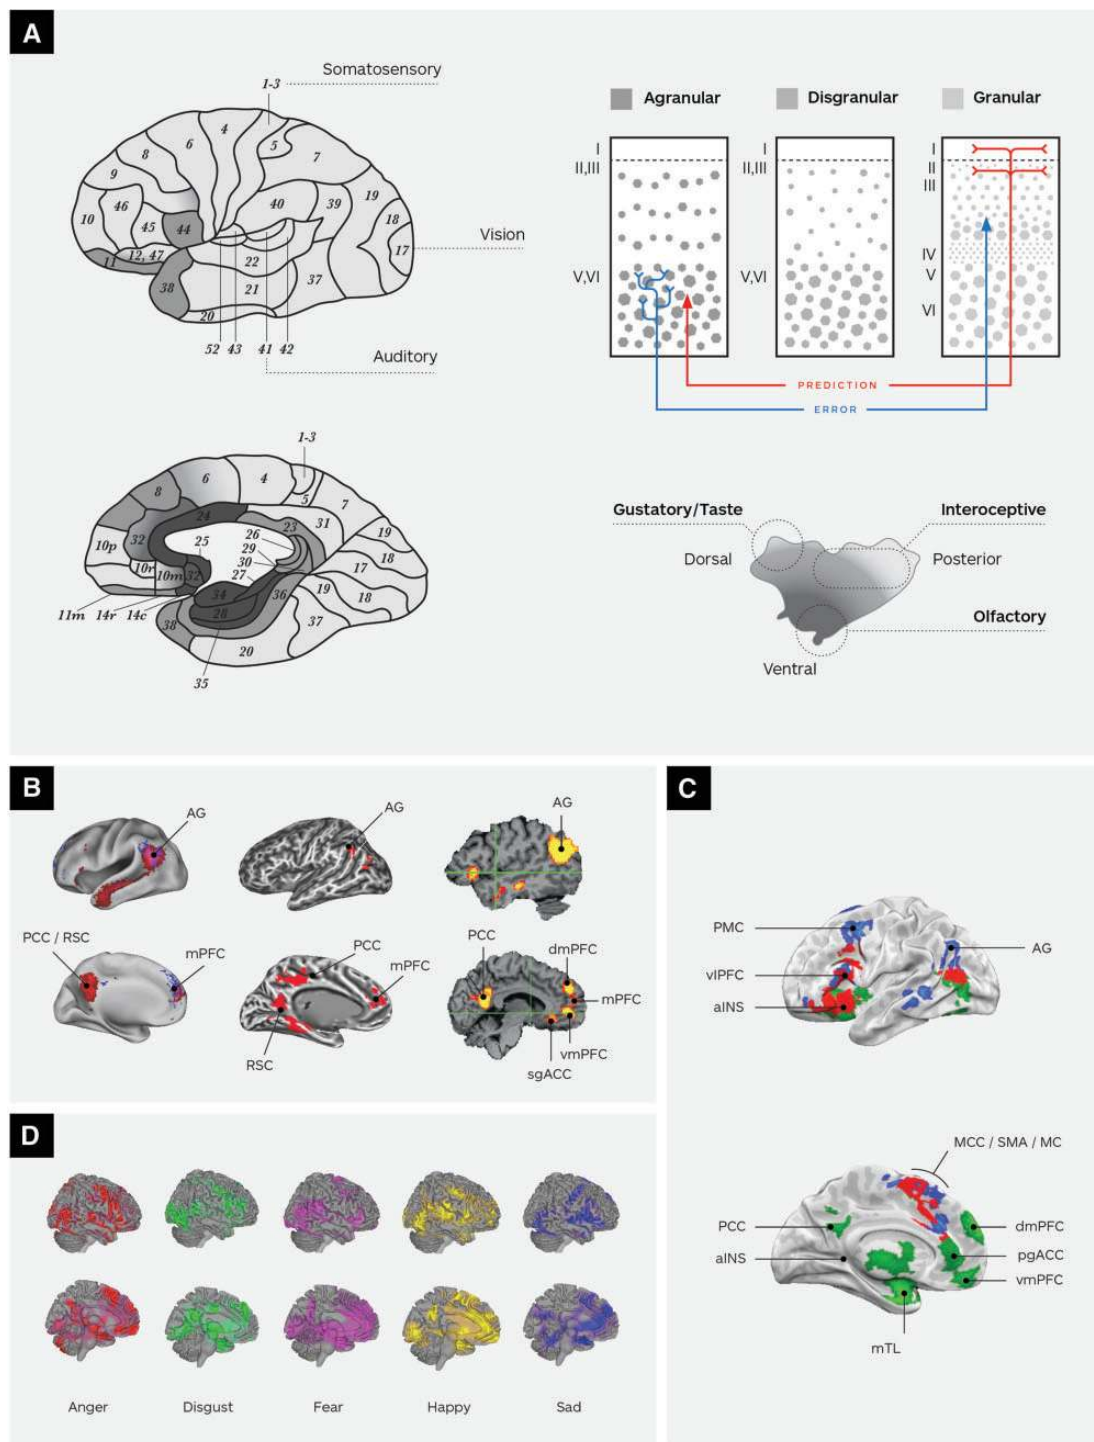 A
Somatosensory
1-3
4
6
5
8
7
9
46
40
39
19
10
45
44
18
17
Vision
11
12, 47
22
38
21
37
20
52 43 41 42
Auditory
Agranular
Disgranular
Granular
I
II,III
V,VI
I
II,III
V,VI
I
II
III
IV
V
VI
PREDICTION
ERROR
1-3
6
4
8
5
7
24
23
31
26
32
25
29
19
10p
30
18
10r
10m
32
27
17
34
36
19
18
11m 14r 14c
28
38
37
20
35
Gustatory/Taste
Interoceptive
Dorsal
Posterior
Olfactory
Ventral
B
AG
AG
AG
PCC / RSC
mPFC
PCC
mPFC
RSC
PCC
dmPFC
mPFC
vmPFC
sgACC
C
PMC
AG
vlPFC
aINS
MCC / SMA / MC
PCC
dmPFC
aINS
pgACC
vmPFC
mTL
D
Anger
Disgust
Fear
Happy
Sad